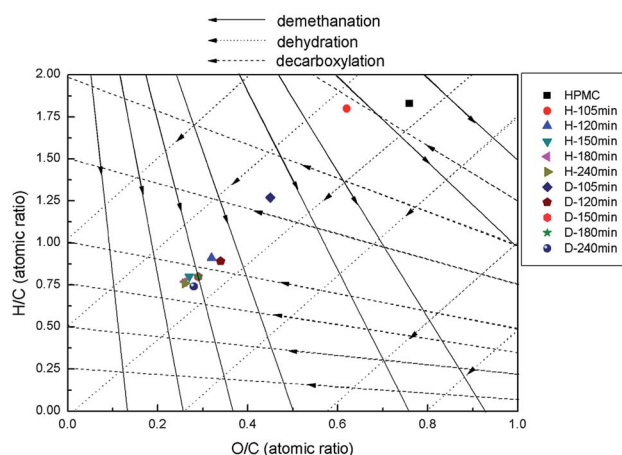 demethanation
dehydration
decarboxylation
2.00
1.75
1.50
1.25
1.00
0.75
0.50
0.25
0.00
H/C (atomic ratio)
0.0
0.2
0.4
0.6
0.8
1.0
O/C (atomic ratio)
HPMC
H-105min
H-120min
H-150min
H-180min
H-240min
D-105min
D-120min
D-150min
D-180min
D-240min